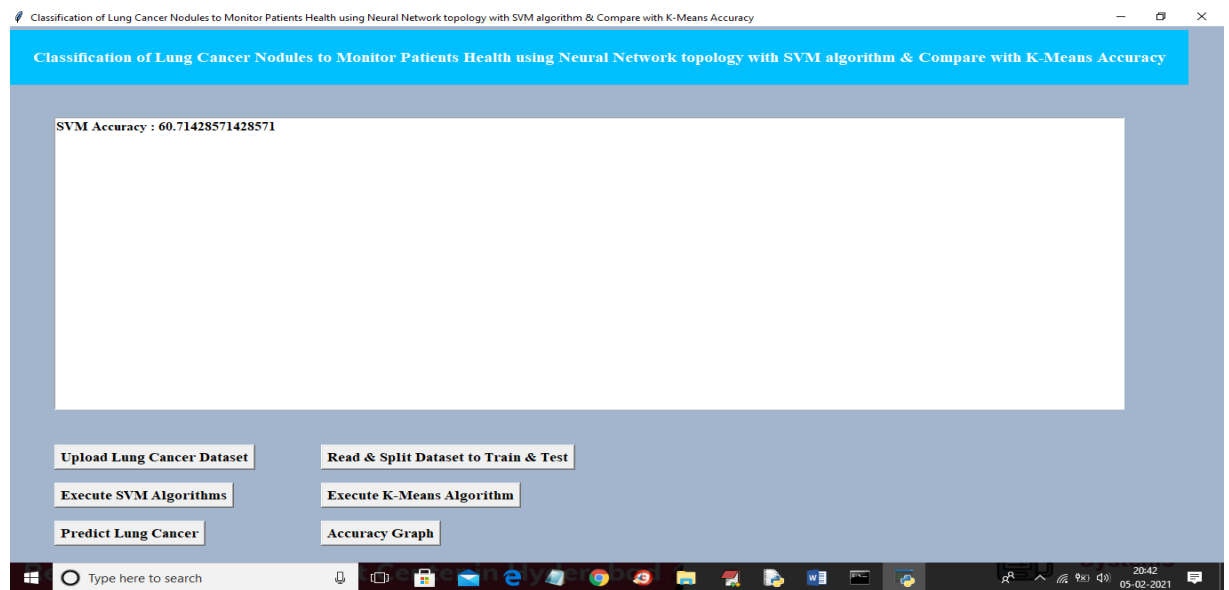 Classification of Lung Cancer Nodules to Monitor Patients Health using Neural Network topology with SVM algorithm & Compare with K-Means Accuracy
Classification of Lung Cancer Nodules to Monitor Patients Health using Neural Network topology with SVM algorithm & Compare with K-Means Accuracy
SVM Accuracy : 60.71428571428571
Upload Lung Cancer Dataset
Read & Split Dataset to Train & Test
Execute SVM Algorithms
Execute K-Means Algorithm
Predict Lung Cancer
Accuracy Graph
Type here to search
20:42
05-02-2021